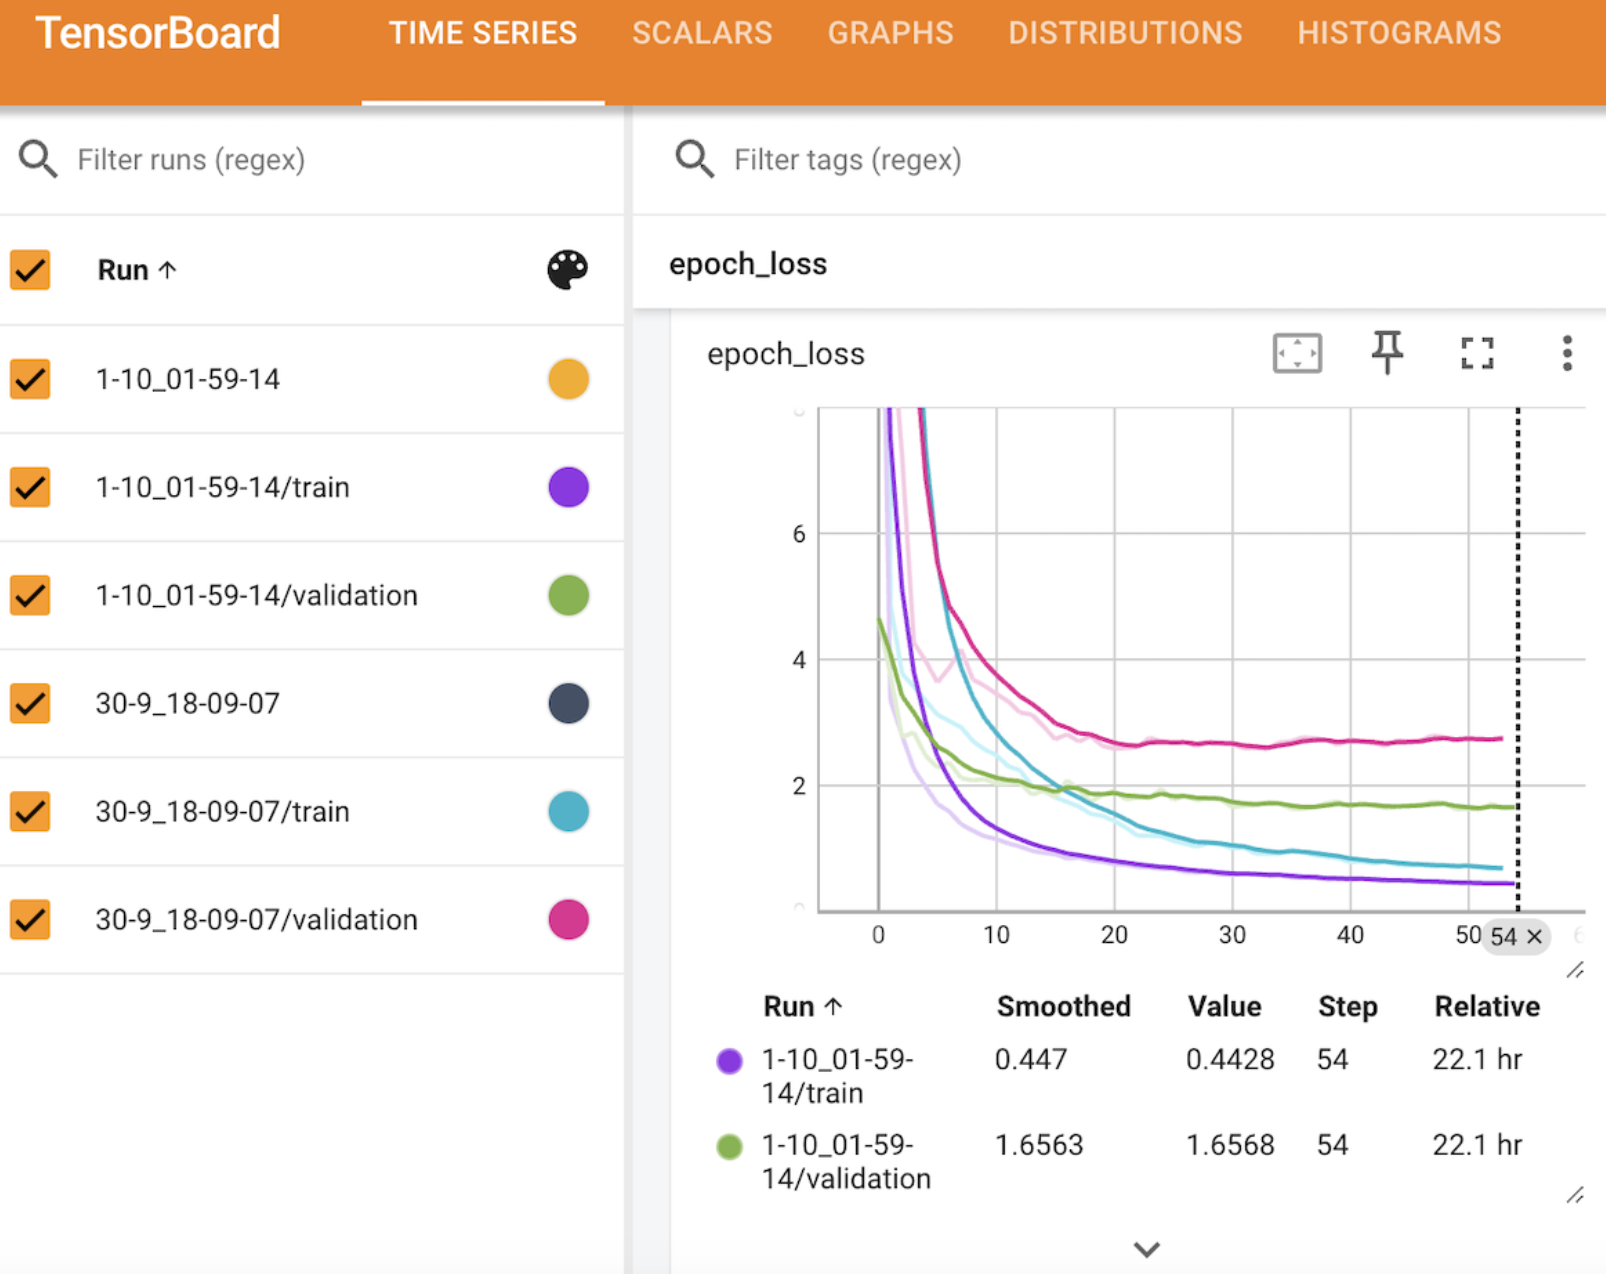 TensorBoard TIME SERIES SCALARS GRAPHS DISTRIBUTIONS HISTOGRAMS
Filter runs (regex)
Run ↑
1-10_01-59-14
1-10_01-59-14/train
1-10_01-59-14/validation
30-9_18-09-07
30-9_18-09-07/train
30-9_18-09-07/validation
Filter tags (regex)
epoch_loss
epoch_loss
6
4
2
0 10 20 30 40 50 54 ×
Run ↑ Smoothed Value Step Relative
1-10_01-59-
14/train
0.447 0.4428 54 22.1 hr
1-10_01-59-
14/validation
1.6563 1.6568 54 22.1 hr